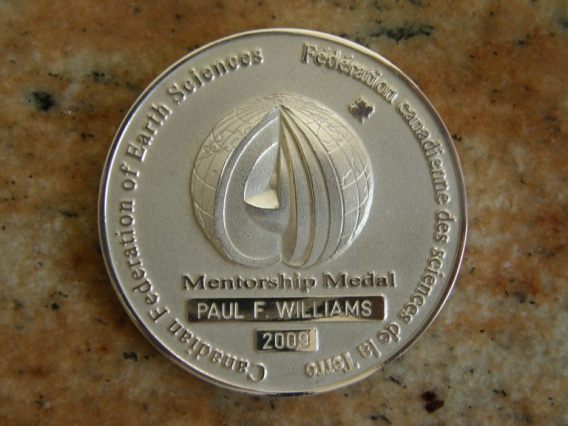 Canadian Federation of Earth Sciences
Fédération canadienne des sciences de la Terre
Mentorship Medal
PAUL F. WILLIAMS
2009